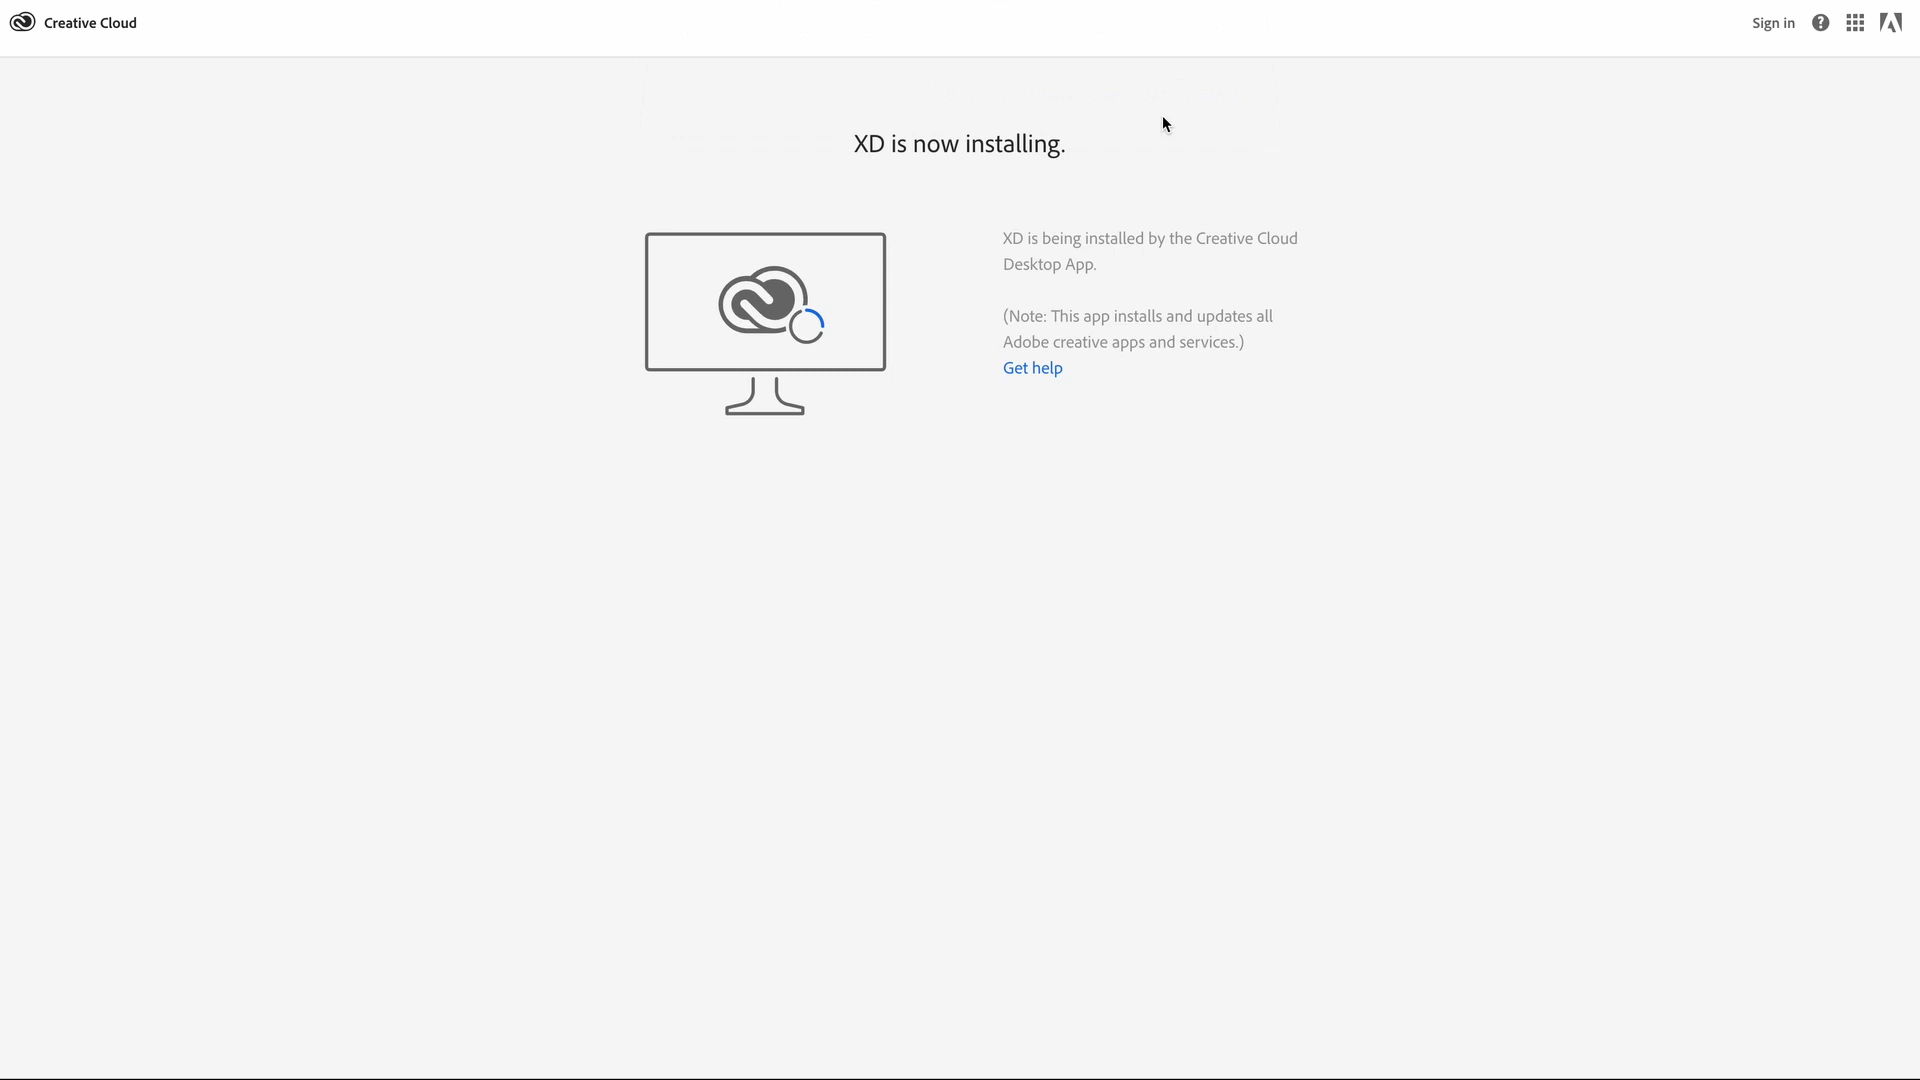 Creative Cloud
Sign in
XD is now installing.
XD is being installed by the Creative Cloud
Desktop App.
(Note: This app installs and updates all
Adobe creative apps and services.)
Get help